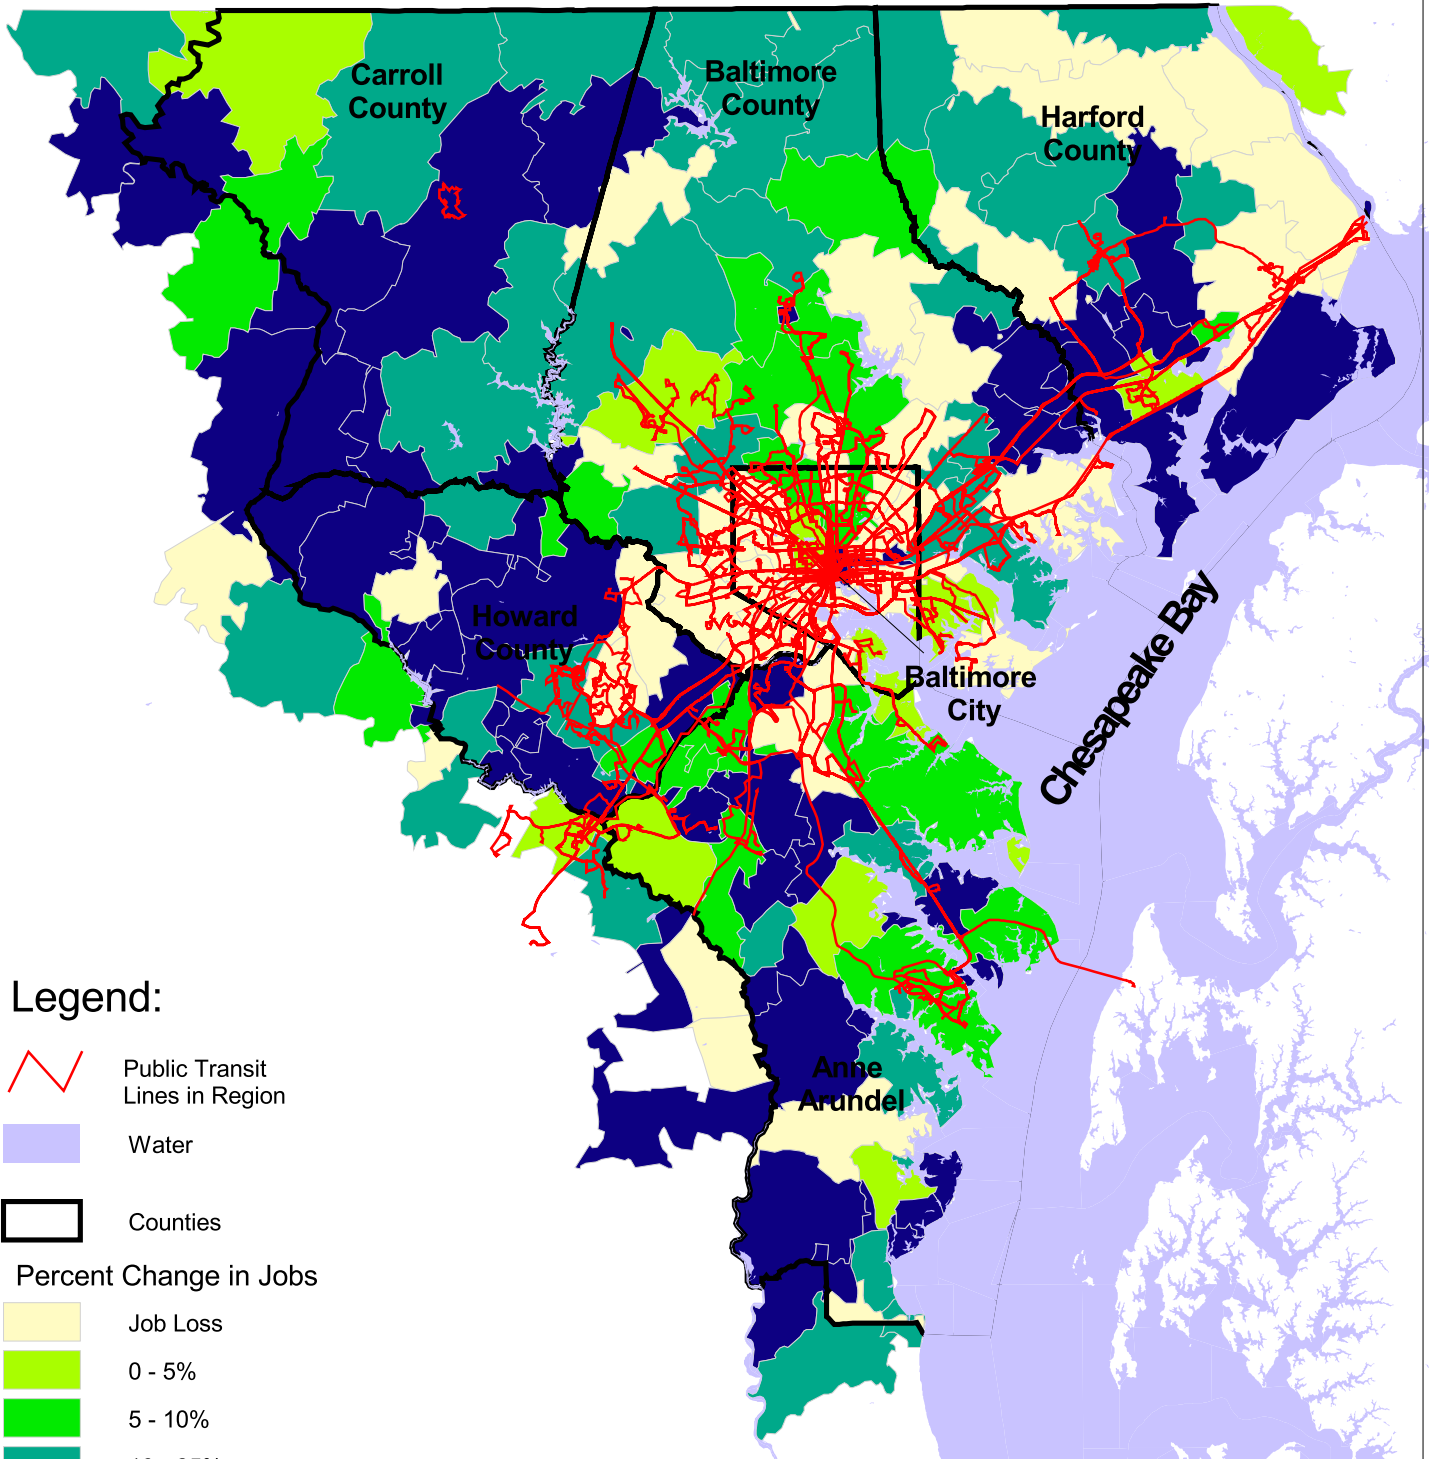 Carroll
County
Baltimore
County
Harford
County
Howard
County
Baltimore
City
Chesapeake Bay
Anne
Arundel
Legend:
Public Transit
Lines in Region
Water
Counties
Percent Change in Jobs
Job Loss
0 - 5%
5 - 10%